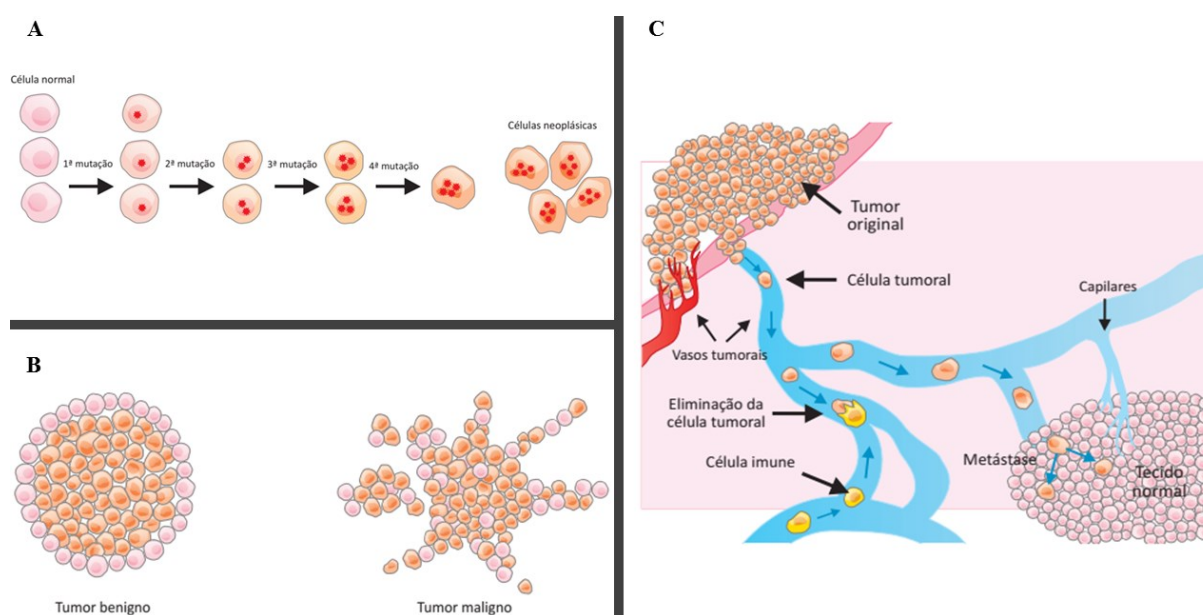 A
Célula normal
1ª mutação
2ª mutação
3ª mutação
4ª mutação
Células neoplásicas
B
Tumor benigno
Tumor maligno
C
Tumor
original
Célula tumoral
Capilares
Vasos tumorais
Eliminação da
célula tumoral
Célula imune
Metástase
Tecido
normal